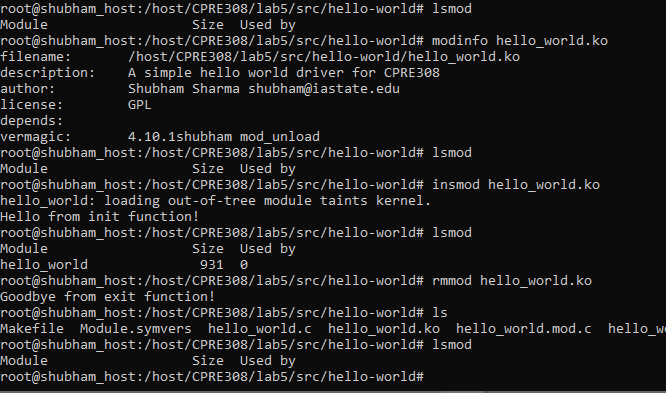 root@shubham_host:/host/CPRE308/lab5/src/hello-world# lsmod
Module                  Size  Used by
root@shubham_host:/host/CPRE308/lab5/src/hello-world# modinfo hello_world.ko
filename:       /host/CPRE308/lab5/src/hello-world/hello_world.ko
description:    A simple hello world driver for CPRE308
author:         Shubham Sharma shubham@iastate.edu
license:        GPL
depends:
vermagic:       4.10.1shubham mod_unload
root@shubham_host:/host/CPRE308/lab5/src/hello-world# lsmod
Module                  Size  Used by
root@shubham_host:/host/CPRE308/lab5/src/hello-world# insmod hello_world.ko
hello_world: loading out-of-tree module taints kernel.
Hello from init function!
root@shubham_host:/host/CPRE308/lab5/src/hello-world# lsmod
Module                  Size  Used by
hello_world              931  0
root@shubham_host:/host/CPRE308/lab5/src/hello-world# rmmod hello_world.ko
Goodbye from exit function!
root@shubham_host:/host/CPRE308/lab5/src/hello-world# ls
Makefile  Module.symvers  hello_world.c  hello_world.ko  hello_world.mod.c  hello_w
root@shubham_host:/host/CPRE308/lab5/src/hello-world# lsmod
Module                  Size  Used by
root@shubham_host:/host/CPRE308/lab5/src/hello-world#